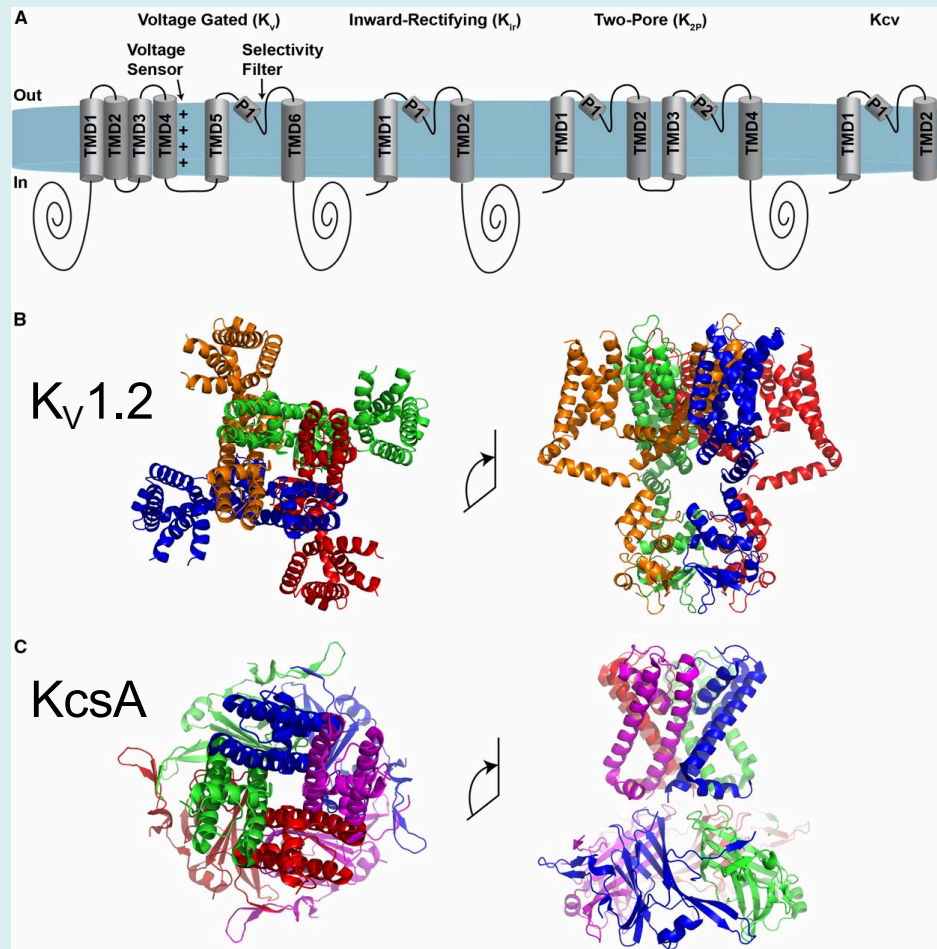 A
Voltage Gated (Kv)
Inward-Rectifying (Kir)
Two-Pore (K2P)
Kcv
Voltage
Sensor
Selectivity
Filter
Out
TMD1
TMD2
TMD3
TMD4
+
+
+
+
TMD5
P1
TMD6
TMD1
P1
TMD2
TMD1
P1
TMD2
TMD3
P2
TMD4
TMD1
P1
TMD2
In
B
KV1.2
C
KcsA